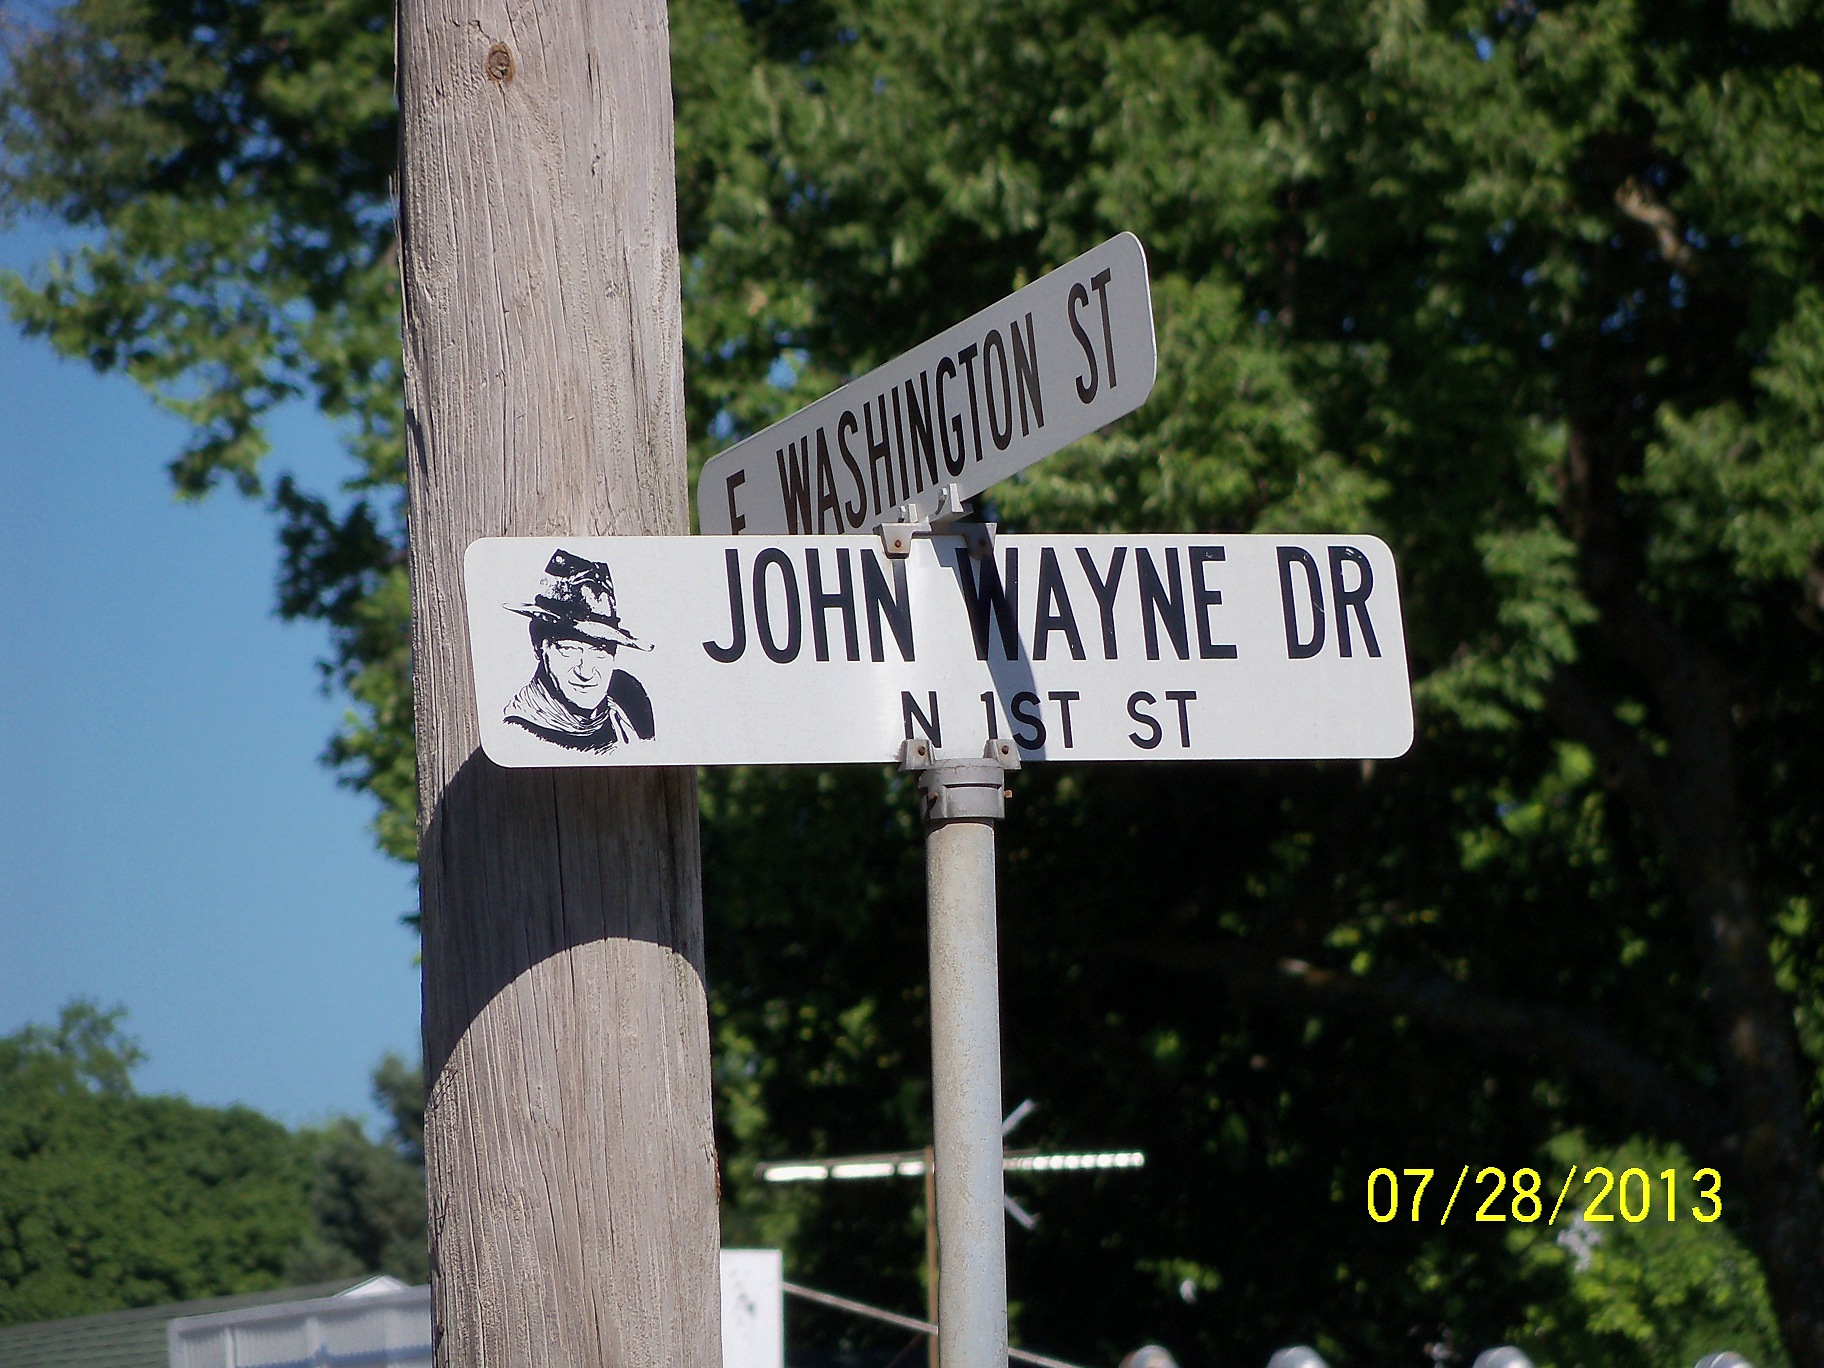 E WASHINGTON ST
JOHN WAYNE DR
N 1ST ST
07/28/2013